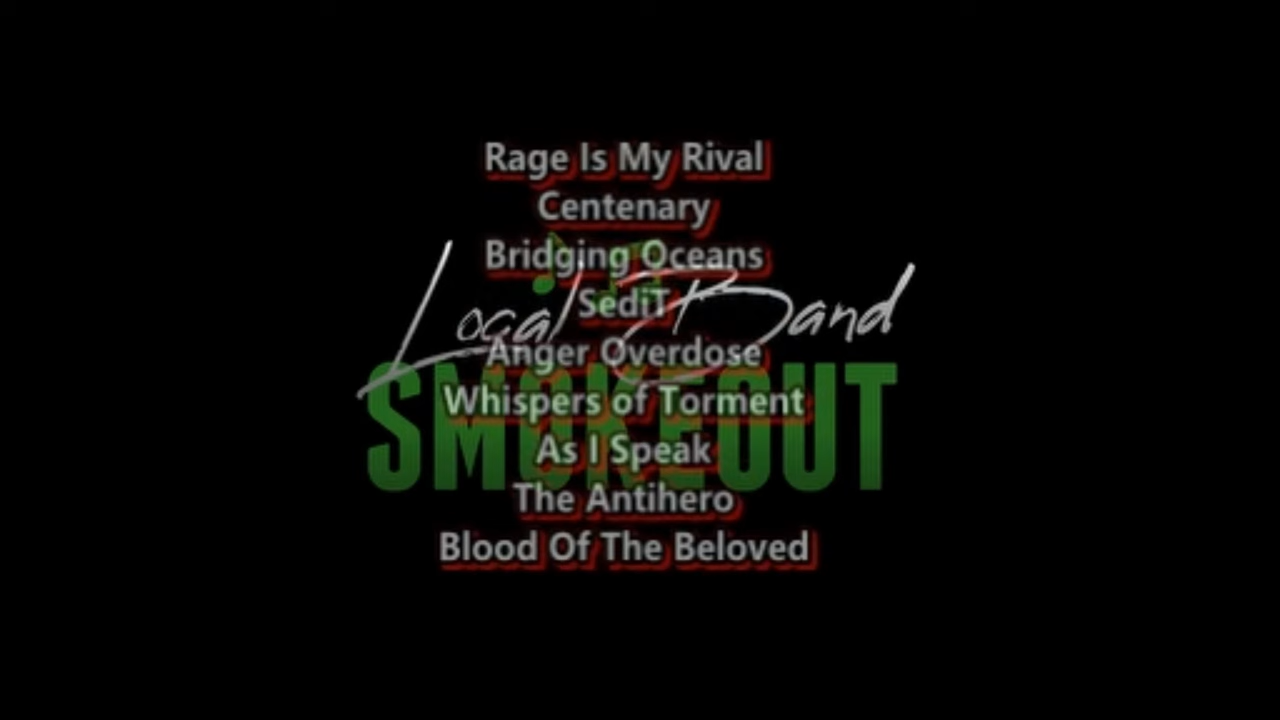 Rage Is My Rival
Centenary
Bridging Oceans
SediT
Anger Overdose
Whispers of Torment
As I Speak
The Antihero
Blood Of The Beloved
Local Band
SMOKEOUT